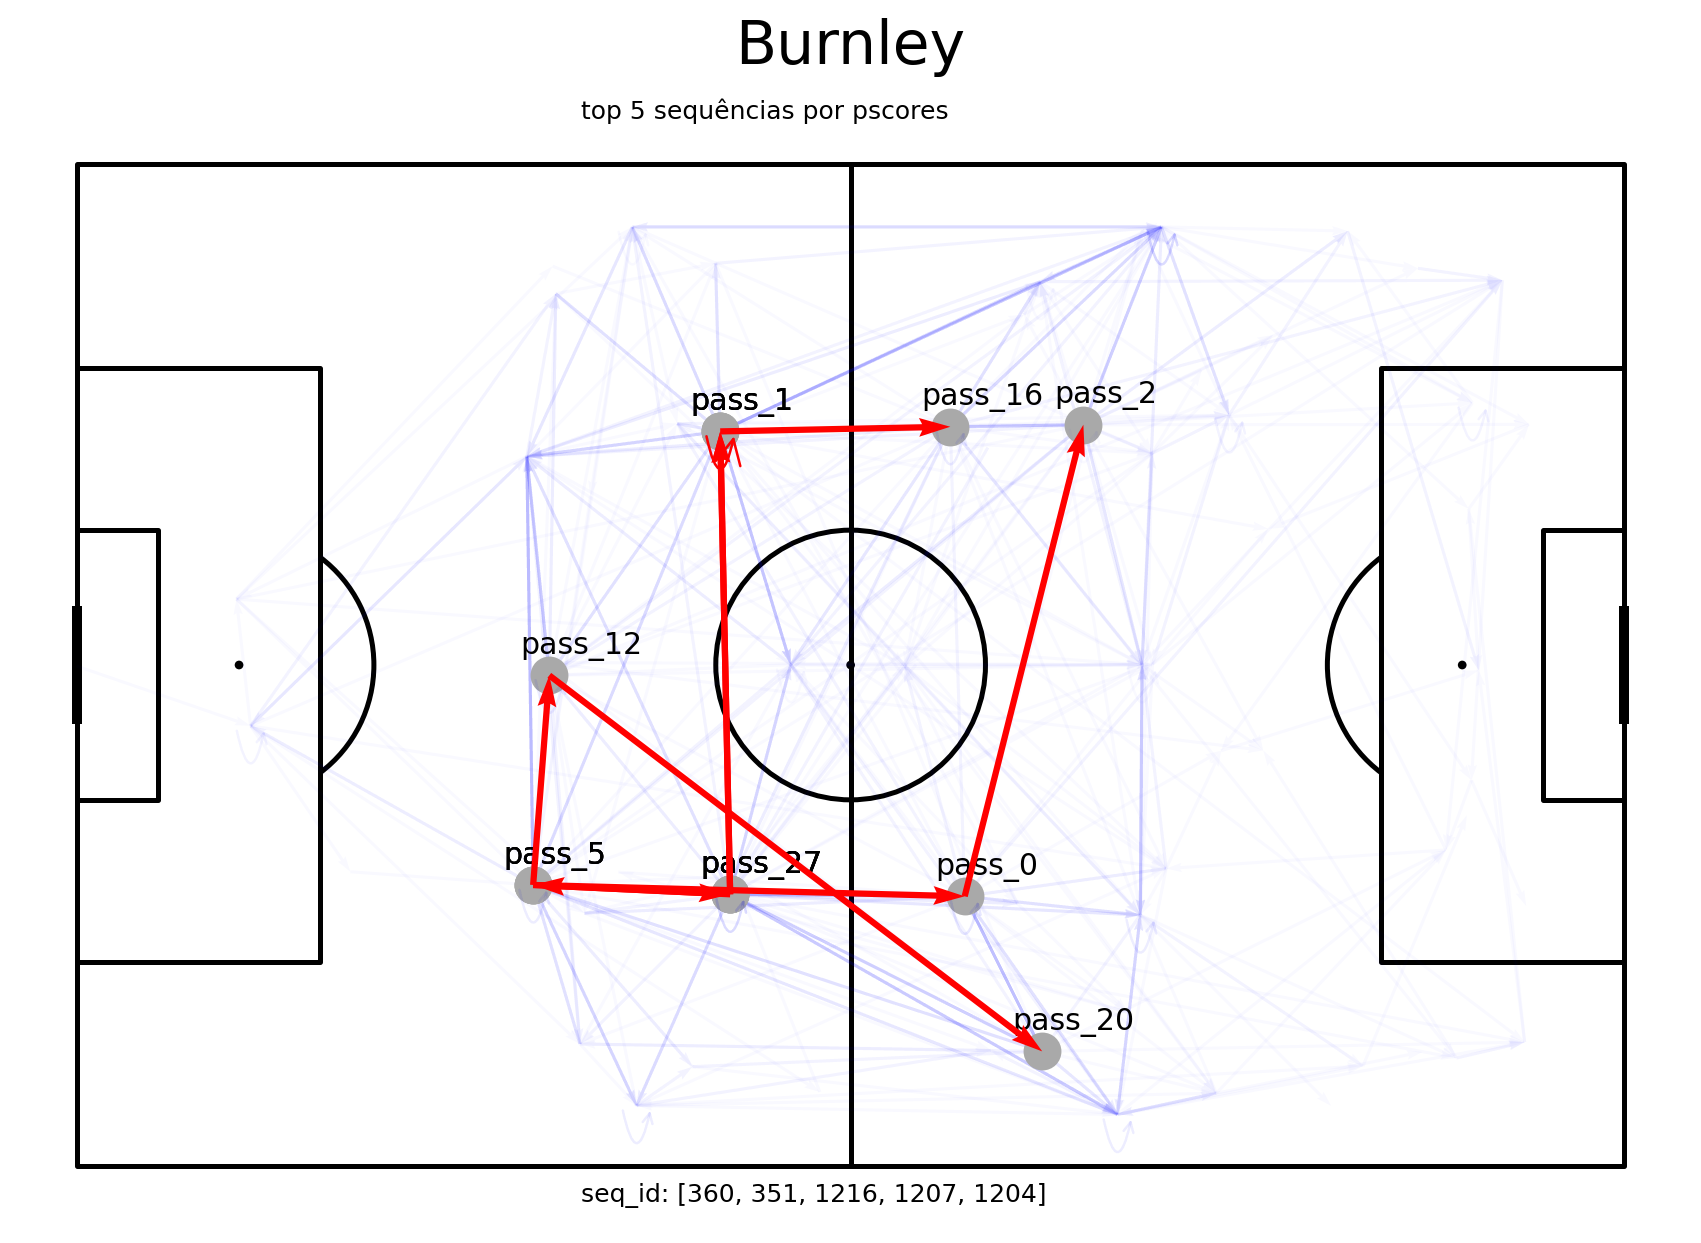 Burnley
top 5 sequências por pscores
pass_1
pass_16
pass_2
pass_12
pass_5
pass_27
pass_0
pass_20
seq_id: [360, 351, 1216, 1207, 1204]